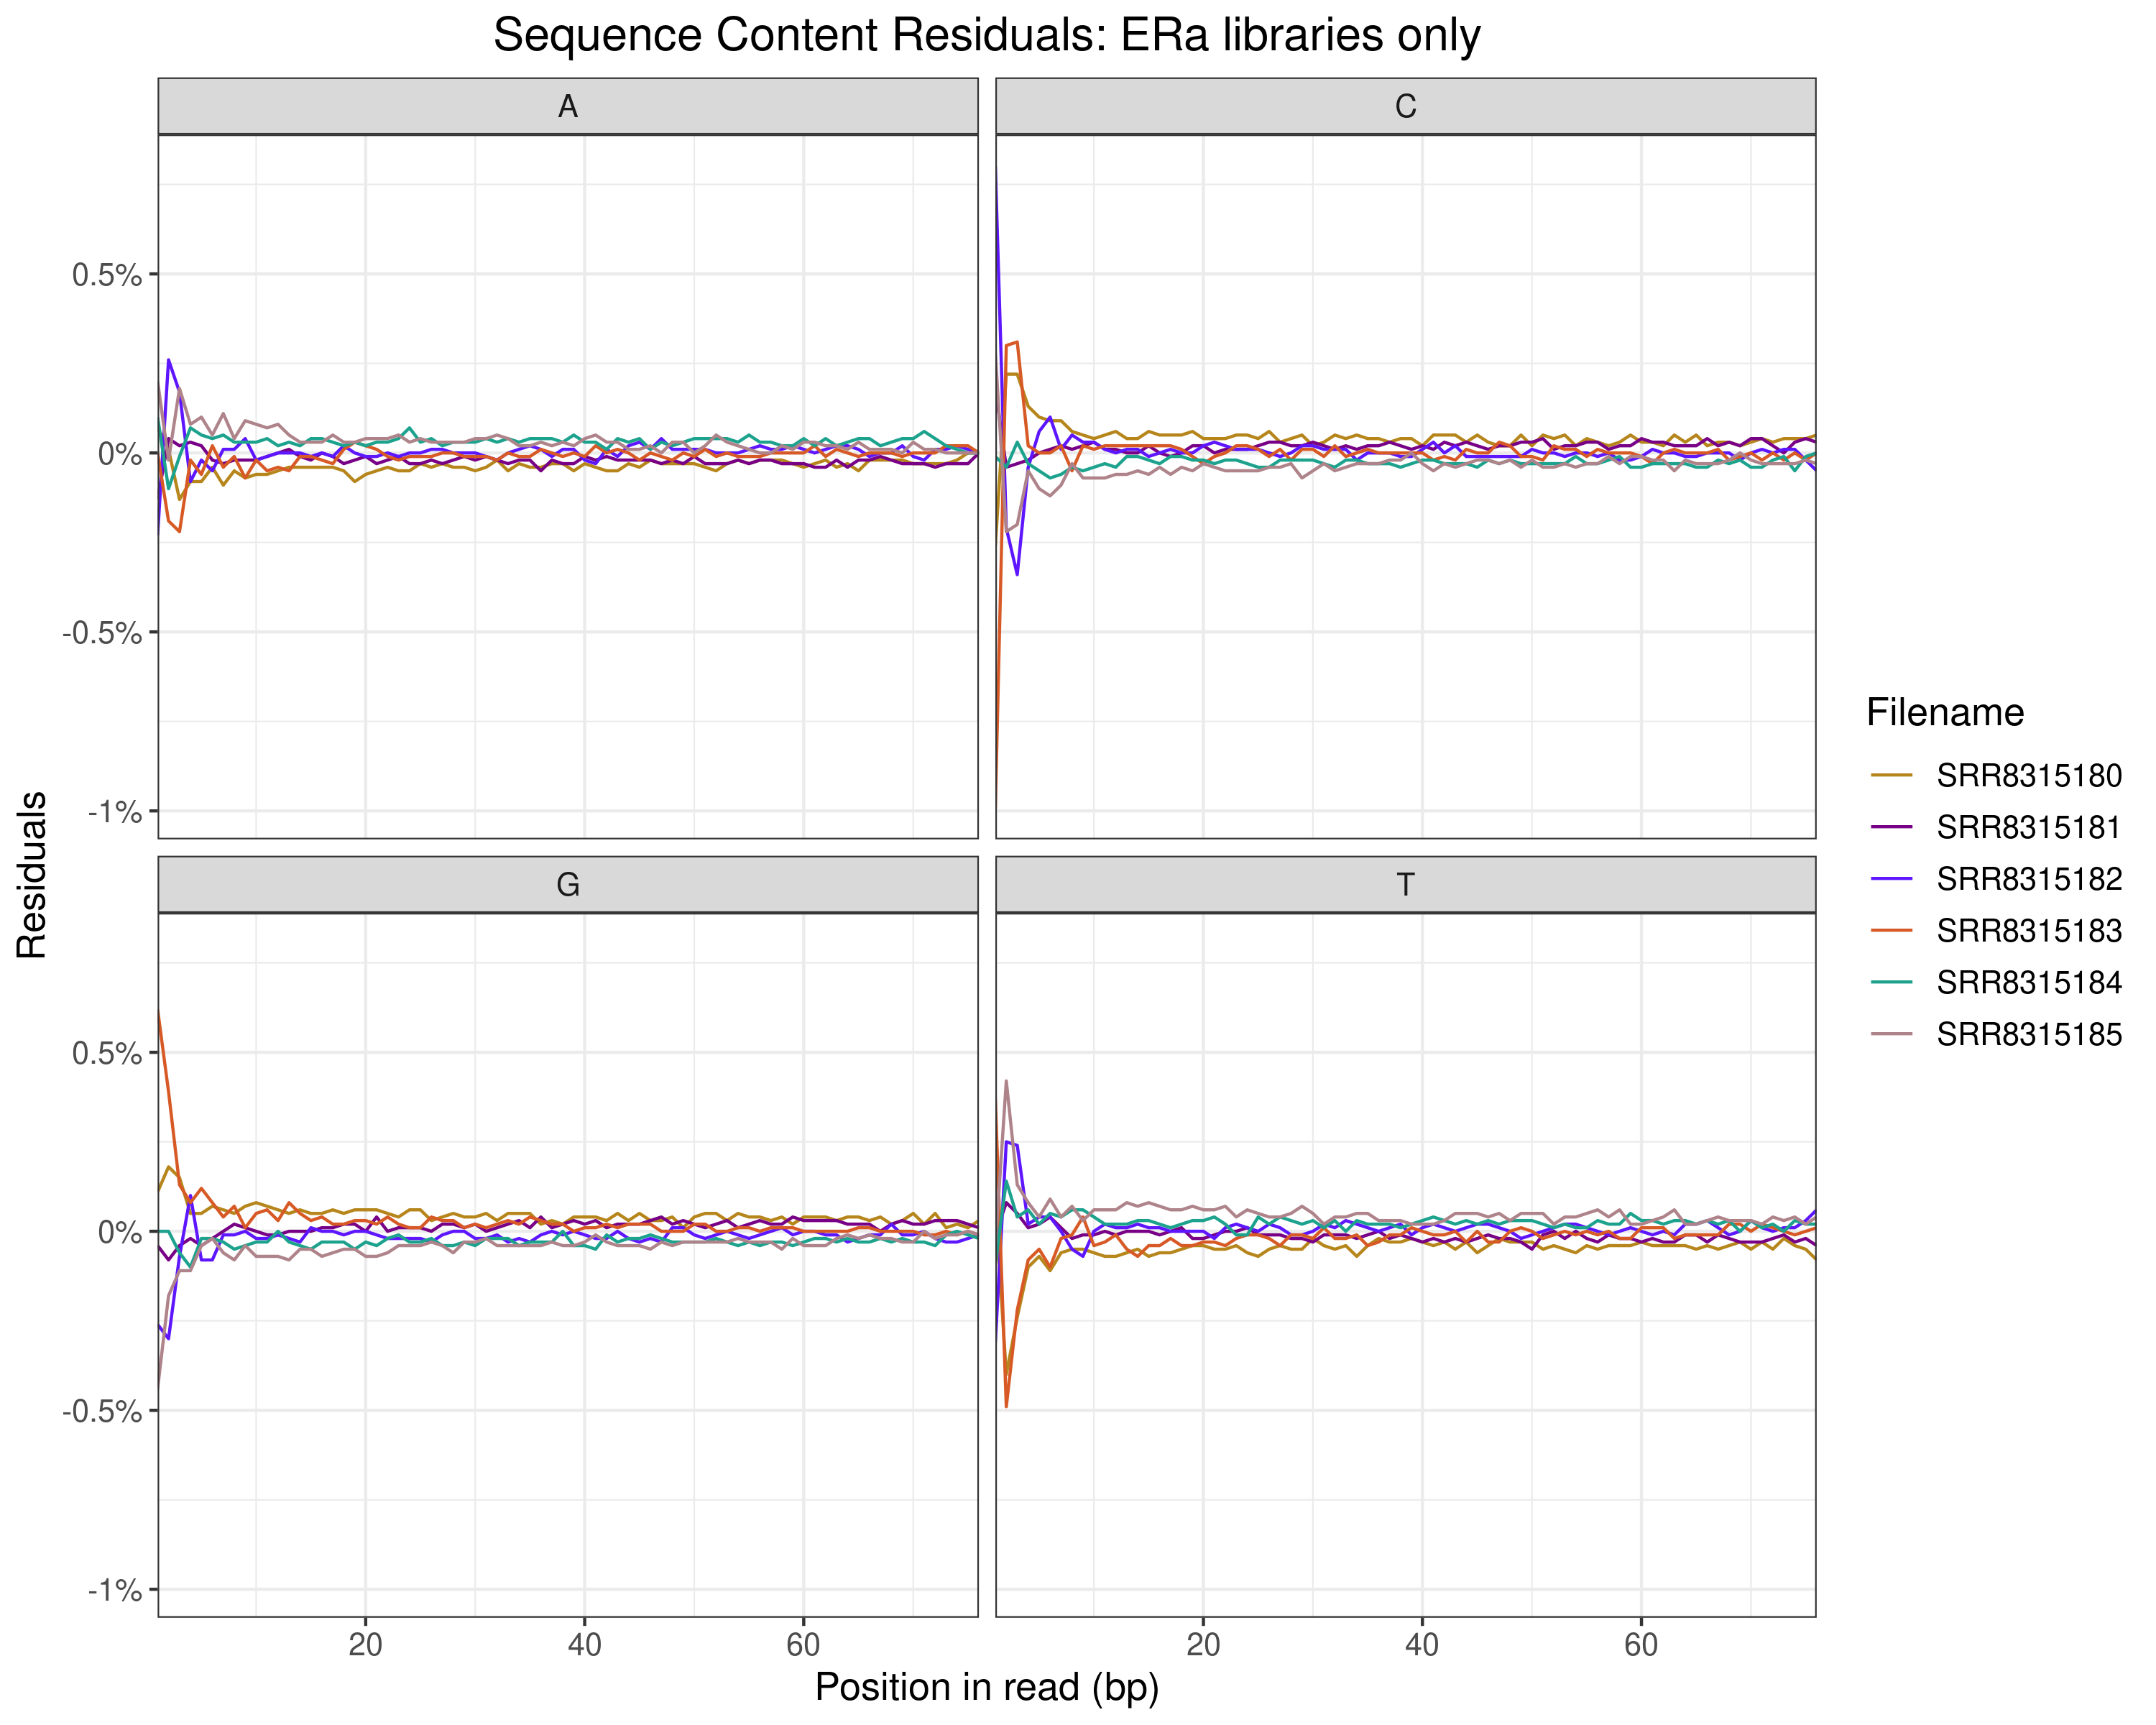 Sequence Content Residuals: ERa libraries only
A
C
0.5%
0%
-0.5%
-1%
G
T
0.5%
0%
-0.5%
-1%
20
40
60
20
40
60
Position in read (bp)
Residuals
Filename
SRR8315180
SRR8315181
SRR8315182
SRR8315183
SRR8315184
SRR8315185